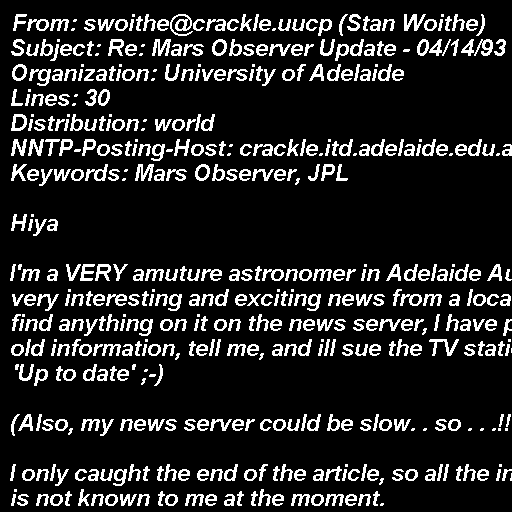 From: swoithe@crackle.uucp (Stan Woithe)
Subject: Re: Mars Observer Update - 04/14/93
Organization: University of Adelaide
Lines: 30
Distribution: world
NNTP-Posting-Host: crackle.itd.adelaide.edu.a
Keywords: Mars Observer, JPL

Hiya

I'm a VERY amuture astronomer in Adelaide Au
very interesting and exciting news from a loca
find anything on it on the news server, I have p
old information, tell me, and ill sue the TV stati
'Up to date' ;-)

(Also, my news server could be slow. . so . . .!!

I only caught the end of the article, so all the in
is not known to me at the moment.